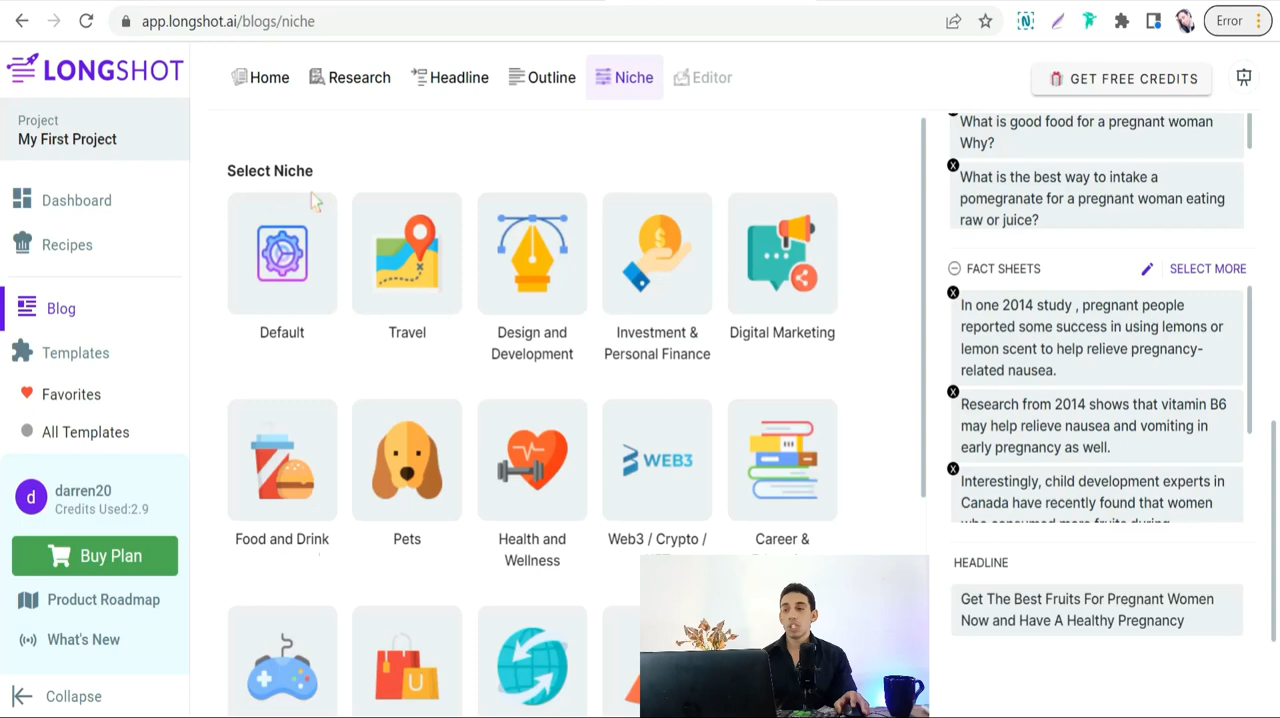 app.longshot.ai/blogs/niche
Error
LONGSHOT
Project
My First Project
Dashboard
Recipes
Blog
Templates
Favorites
All Templates
d
darren20
Credits Used:2.9
Buy Plan
Product Roadmap
What's New
Collapse
Home
Research
Headline
Outline
Niche
Editor
GET FREE CREDITS
Select Niche
Default
Travel
Design and
Development
Investment &
Personal Finance
Digital Marketing
WEB3
Food and Drink
Pets
Health and
Wellness
Web3 / Crypto /
Career &
U
What is good food for a pregnant woman
Why?
X
What is the best way to intake a
pomegranate for a pregnant woman eating
raw or juice?
FACT SHEETS
SELECT MORE
X
In one 2014 study , pregnant people
reported some success in using lemons or
lemon scent to help relieve pregnancy-
related nausea.
X
Research from 2014 shows that vitamin B6
may help relieve nausea and vomiting in
early pregnancy as well.
X
Interestingly, child development experts in
Canada have recently found that women
who consumed more fruits during
HEADLINE
Get The Best Fruits For Pregnant Women
Now and Have A Healthy Pregnancy